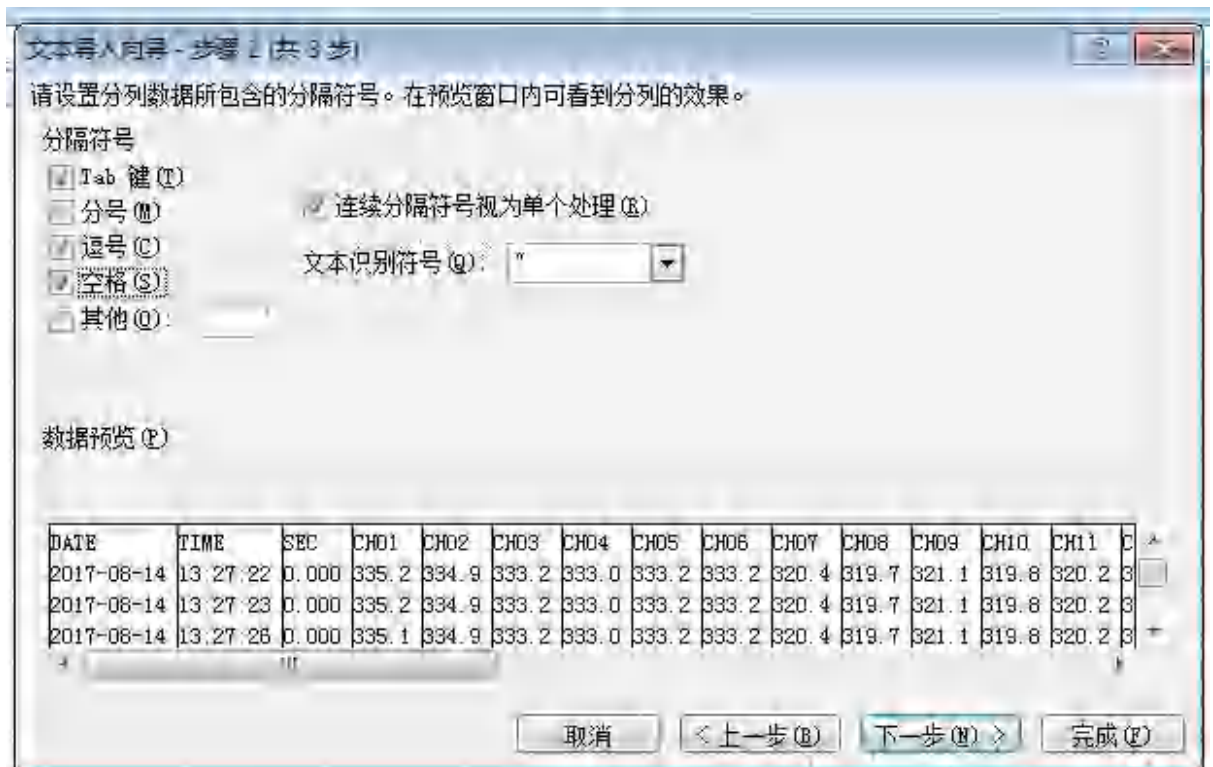 文本导入向导 - 步骤 2 (共 3 步)
请设置分列数据所包含的分隔符号。在预览窗口内可看到分列的效果。
分隔符号
Tab 键(T)
分号(M)
连续分隔符号视为单个处理(R)
逗号(C)
文本识别符号(Q): "
空格(S)
其他(O):
数据预览(P)
DATE TIME SEC CH01 CH02 CH03 CH04 CH05 CH06 CH07 CH08 CH09 CH10 CH11 C
2017-08-14 13:27:22 0.000 335.2 334.9 333.2 333.0 333.2 333.2 320.4 319.7 321.1 319.8 320.2 3
2017-08-14 13:27:23 0.000 335.2 334.9 333.2 333.0 333.2 333.2 320.4 319.7 321.1 319.8 320.2 3
2017-08-14 13:27:26 0.000 335.1 334.9 333.2 333.0 333.2 333.2 320.4 319.7 321.1 319.8 320.2 3
取消 < 上一步(B) 下一步(N) > 完成(F)